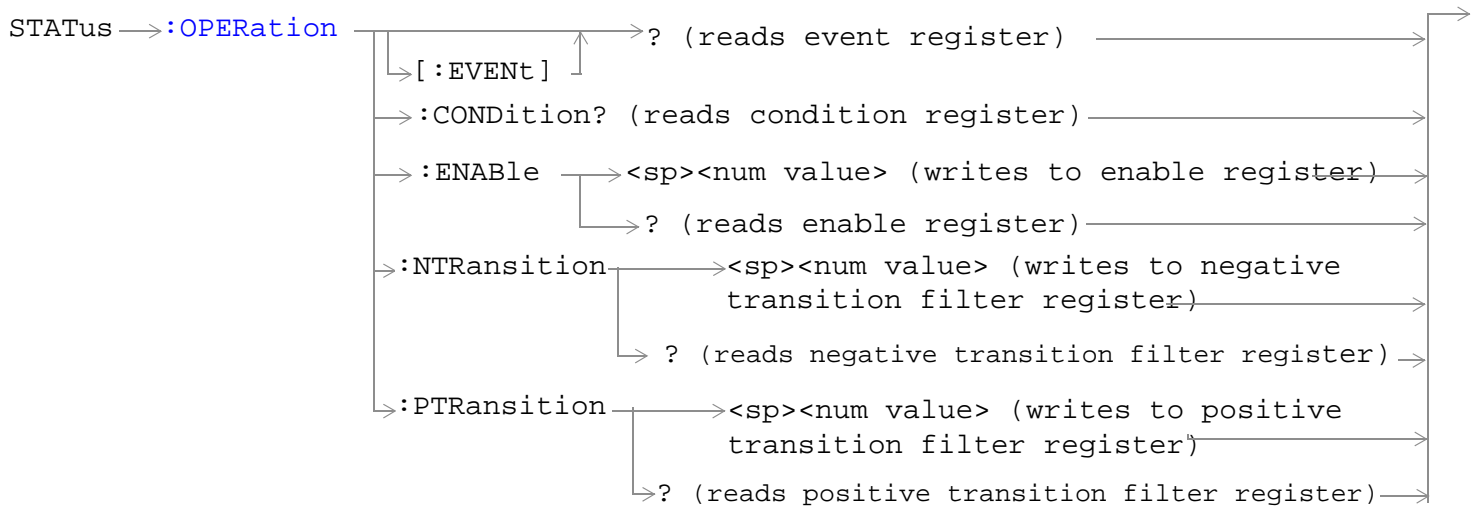 STATus :OPERation ? (reads event register)
[:EVENt]
:CONDition? (reads condition register)
:ENABle <sp><num value> (writes to enable register)
? (reads enable register)
:NTRansition <sp><num value> (writes to negative
transition filter register)
? (reads negative transition filter register)
:PTRansition <sp><num value> (writes to positive
transition filter register)
? (reads positive transition filter register)